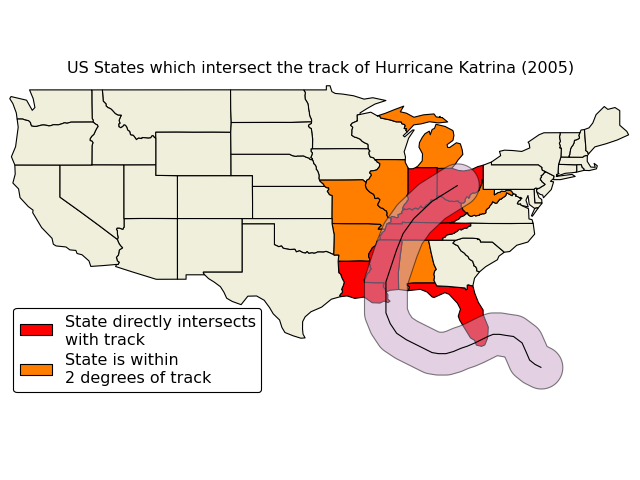 US States which intersect the track of Hurricane Katrina (2005)
State directly intersects
with track
State is within
2 degrees of track